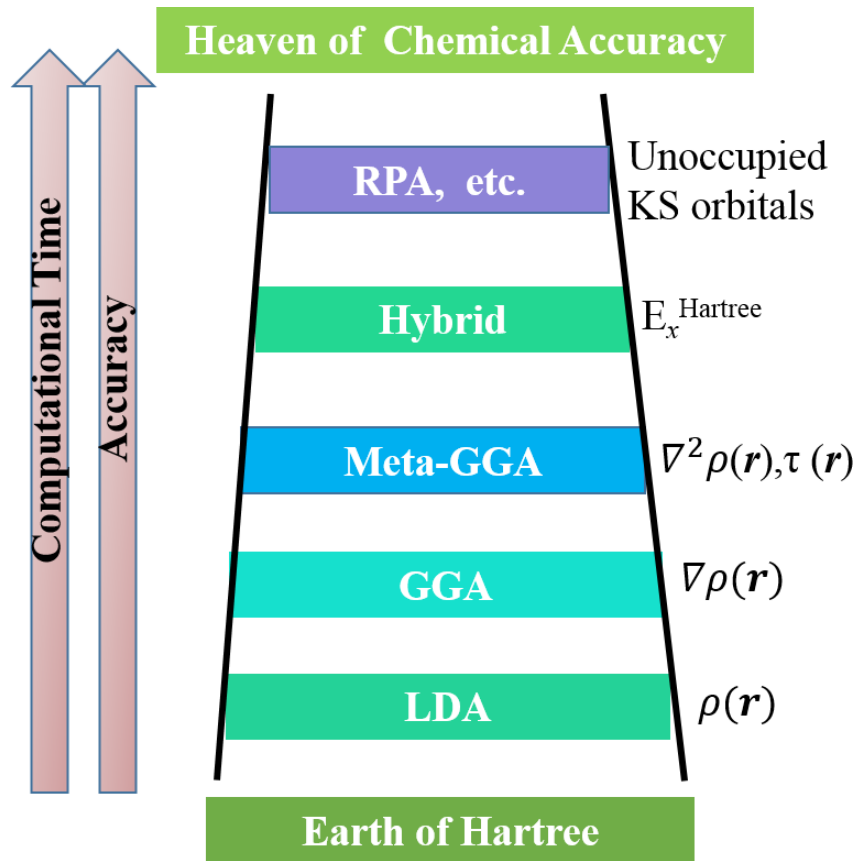 Heaven of Chemical Accuracy
Computational Time
Accuracy
RPA, etc.
Unoccupied
KS orbitals
Hybrid
E_x^Hartree
Meta-GGA
∇²ρ(r),τ (r)
GGA
∇ρ(r)
LDA
ρ(r)
Earth of Hartree